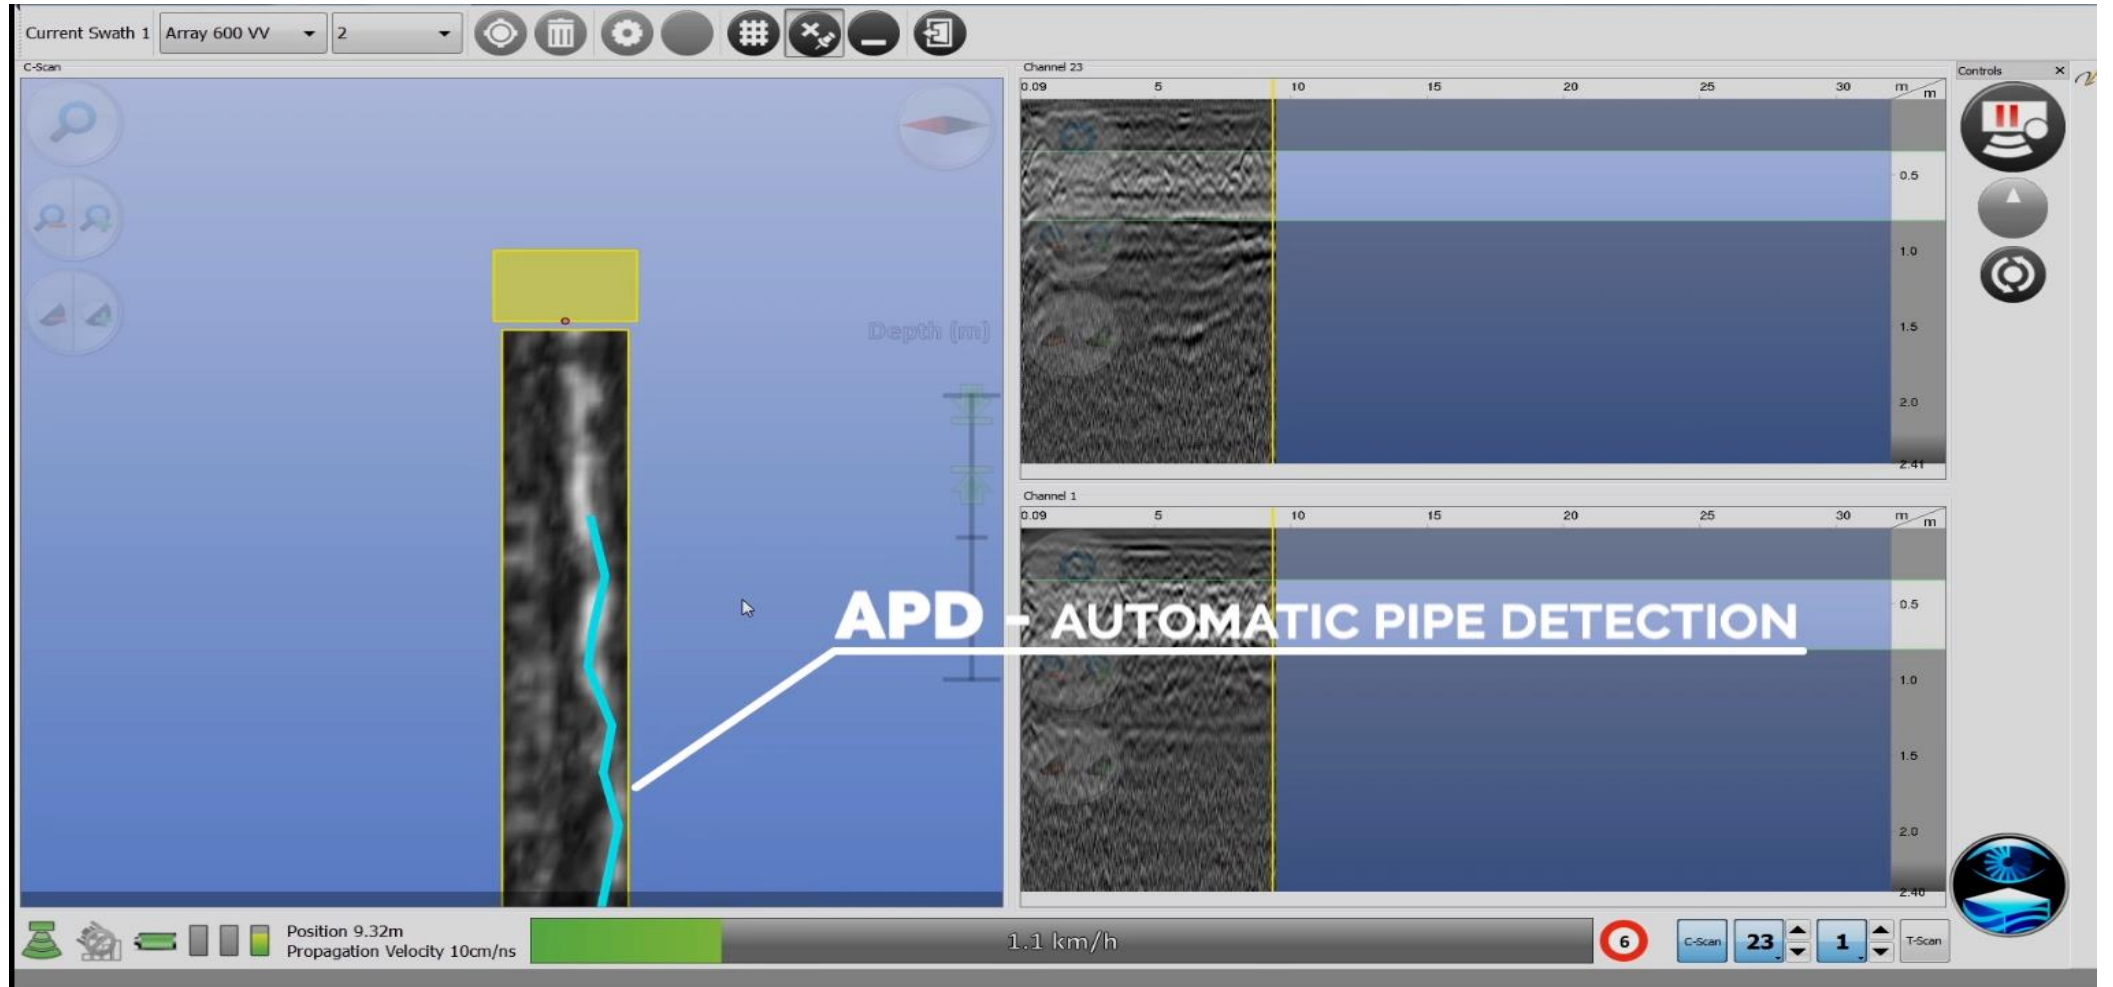 Current Swath 1 Array 600 VV 2
C-Scan
Depth (m)
Channel 23
0.09 5 10 15 20 25 30 m m
0.5
1.0
1.5
2.0
2.41
Channel 1
0.09 5 10 15 20 25 30 m m
0.5
1.0
1.5
2.0
2.40
APD - AUTOMATIC PIPE DETECTION
Controls
Position 9.32m
Propagation Velocity 10cm/ns
1.1 km/h
6
C-Scan 23 1 T-Scan